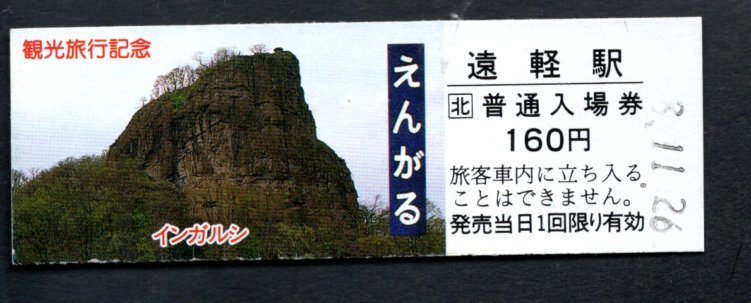 観光旅行記念
インガルシ
えんがる
遠軽駅
北 普通入場券
160円
旅客車内に立ち入る
ことはできません。
発売当日1回限り有効
8.11.26